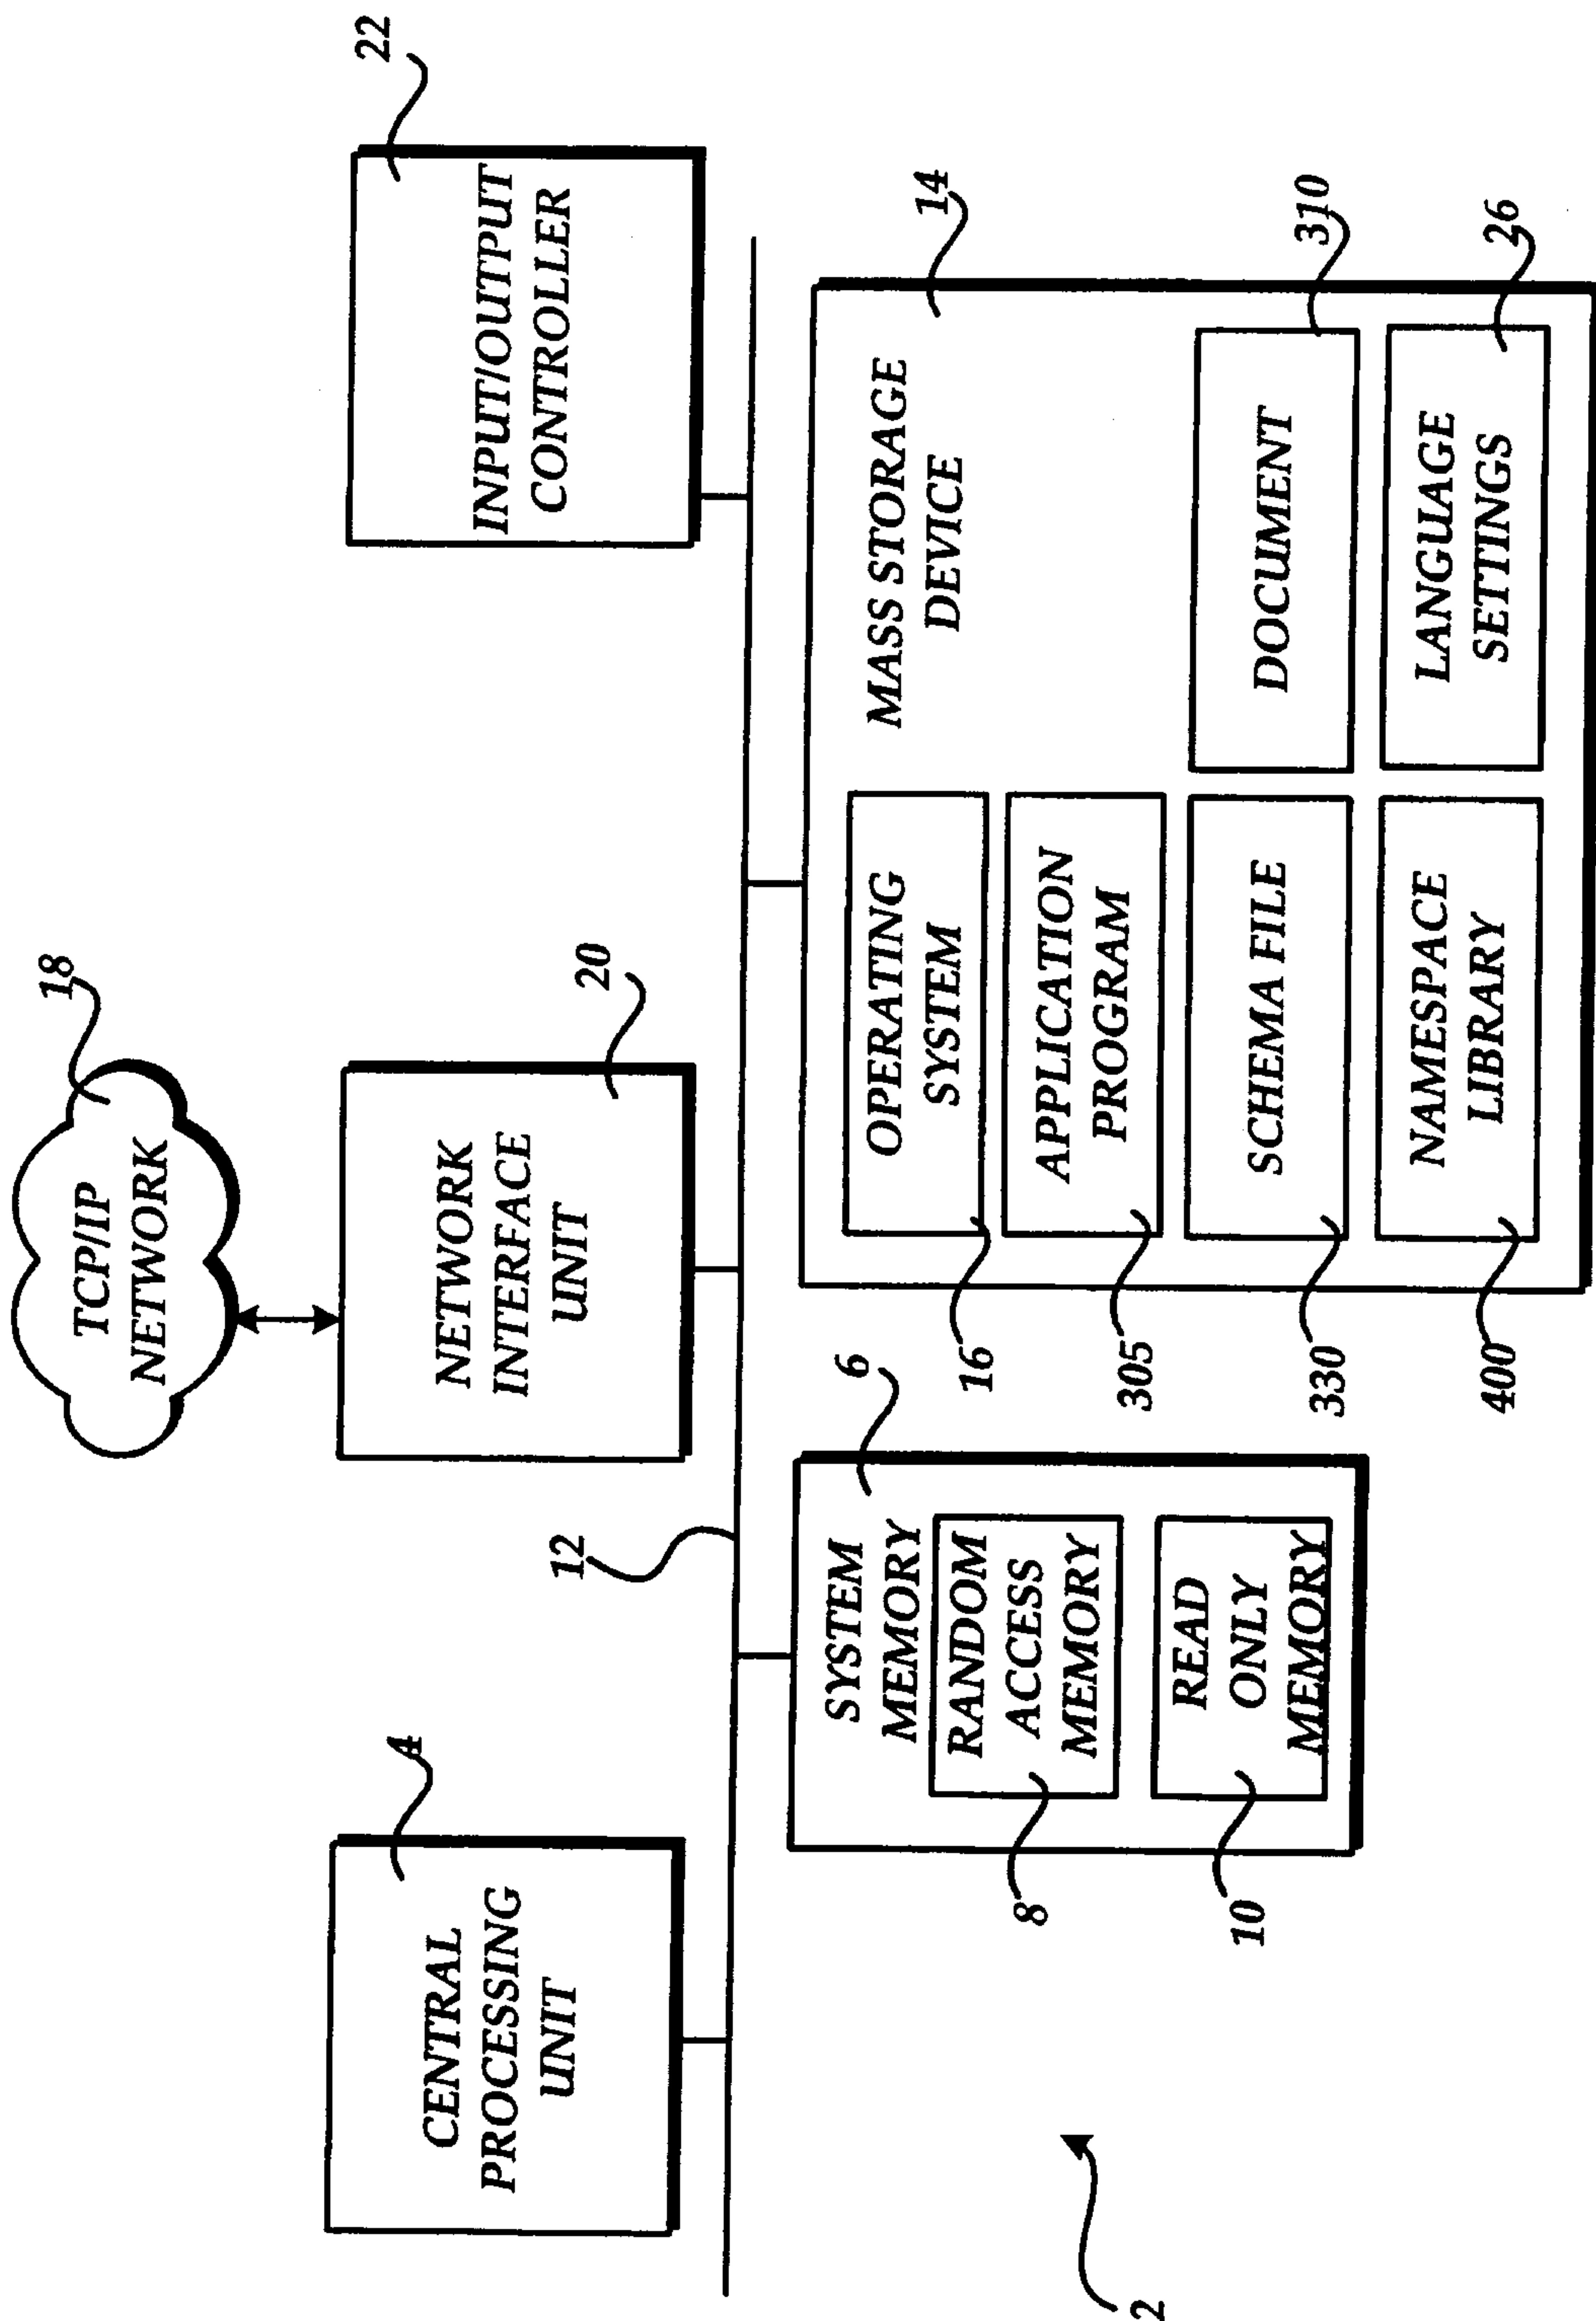 18
TCP/IP
NETWORK
22
4
20
CENTRAL
PROCESSING
UNIT
NETWORK
INTERFACE
UNIT
INPUT/OUTPUT
CONTROLLER
12
6
14
SYSTEM
MEMORY
RANDOM
ACCESS
MEMORY
8
READ
ONLY
MEMORY
10
MASS STORAGE
DEVICE
OPERATING
SYSTEM
16
APPLICATION
PROGRAM
305
SCHEMA FILE
330
DOCUMENT
310
NAMESPACE
LIBRARY
400
LANGUAGE
SETTINGS
26
2